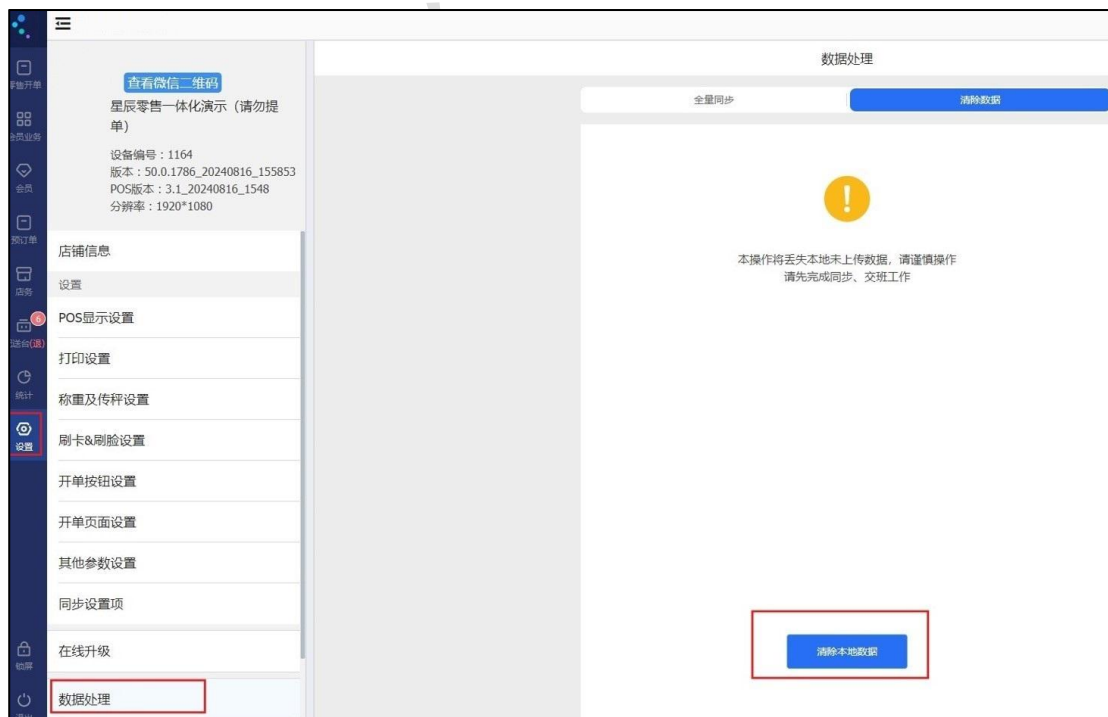 零售开单
会员业务
会员
预订单
店务
6
送台(退)
统计
设置
锁屏
查看微信二维码
星辰零售一体化演示（请勿提
单）
设备编号：1164
版本：50.0.1786_20240816_155853
POS版本：3.1_20240816_1548
分辨率：1920*1080
店铺信息
设置
POS显示设置
打印设置
称重及传秤设置
刷卡&刷脸设置
开单按钮设置
开单页面设置
其他参数设置
同步设置项
在线升级
数据处理
数据处理
全量同步
清除数据
本操作将丢失本地未上传数据，请谨慎操作
请先完成同步、交班工作
清除本地数据